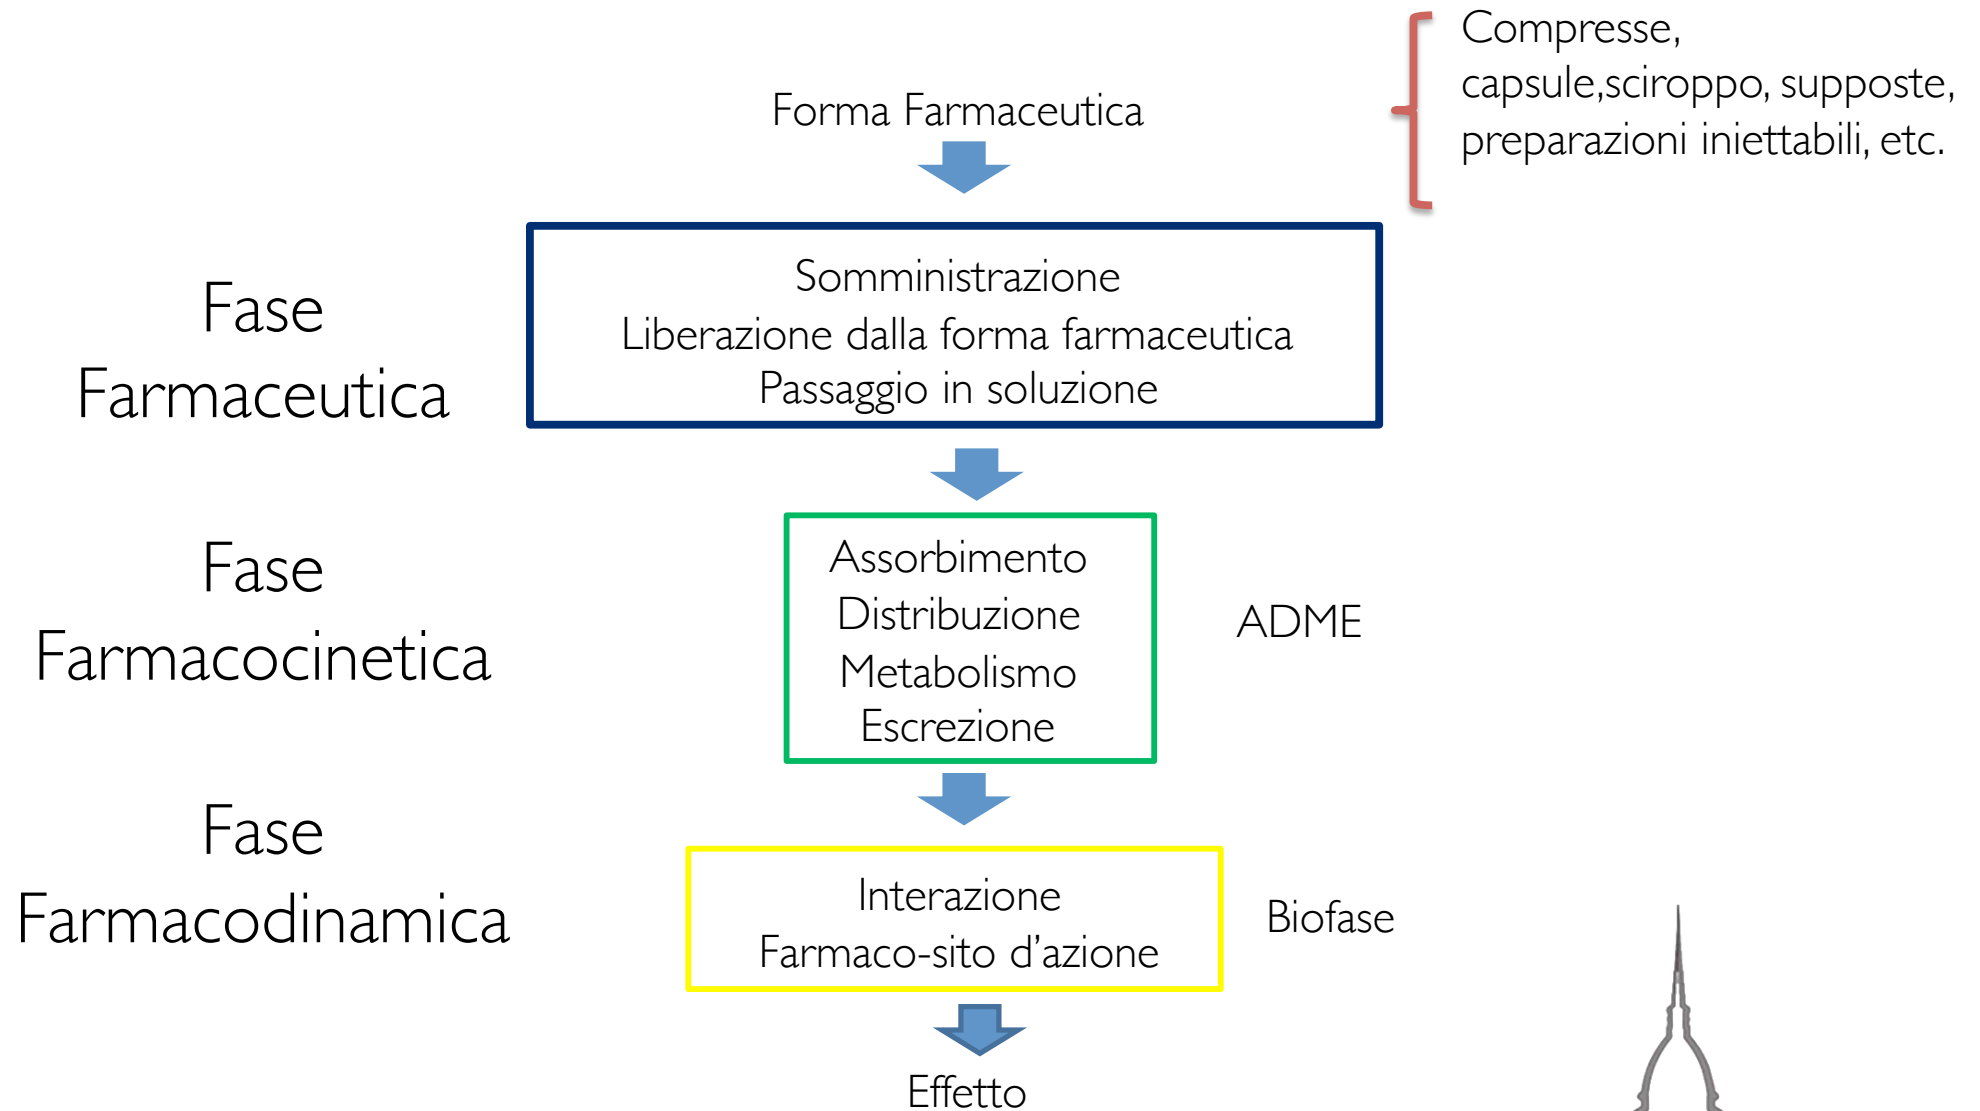 Compresse,
capsule,sciroppo, supposte,
preparazioni iniettabili, etc.
Forma Farmaceutica
Fase
Farmaceutica
Somministrazione
Liberazione dalla forma farmaceutica
Passaggio in soluzione
Fase
Farmacocinetica
Assorbimento
Distribuzione
Metabolismo
Escrezione
ADME
Fase
Farmacodinamica
Interazione
Farmaco-sito d’azione
Biofase
Effetto